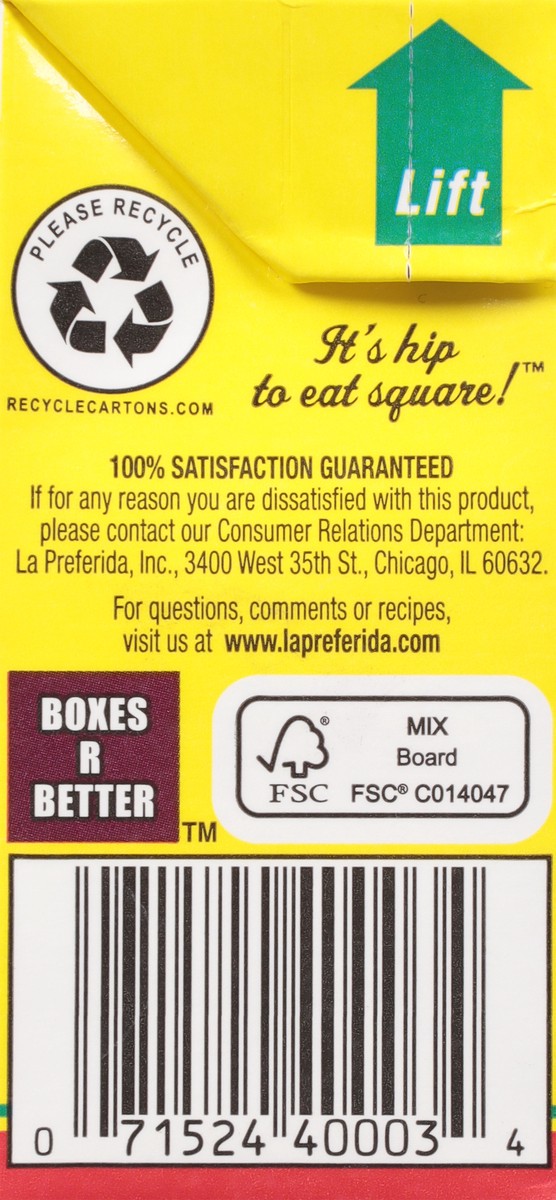 Lift
PLEASE RECYCLE
RECYCLECARTONS.COM
It's hip
to eat square!™
100% SATISFACTION GUARANTEED
If for any reason you are dissatisfied with this product,
please contact our Consumer Relations Department:
La Preferida, Inc., 3400 West 35th St., Chicago, IL 60632.
For questions, comments or recipes,
visit us at www.lapreferida.com
BOXES
R
BETTER
™
MIX
Board
FSC FSC® C014047
®
0 71524 40003 4